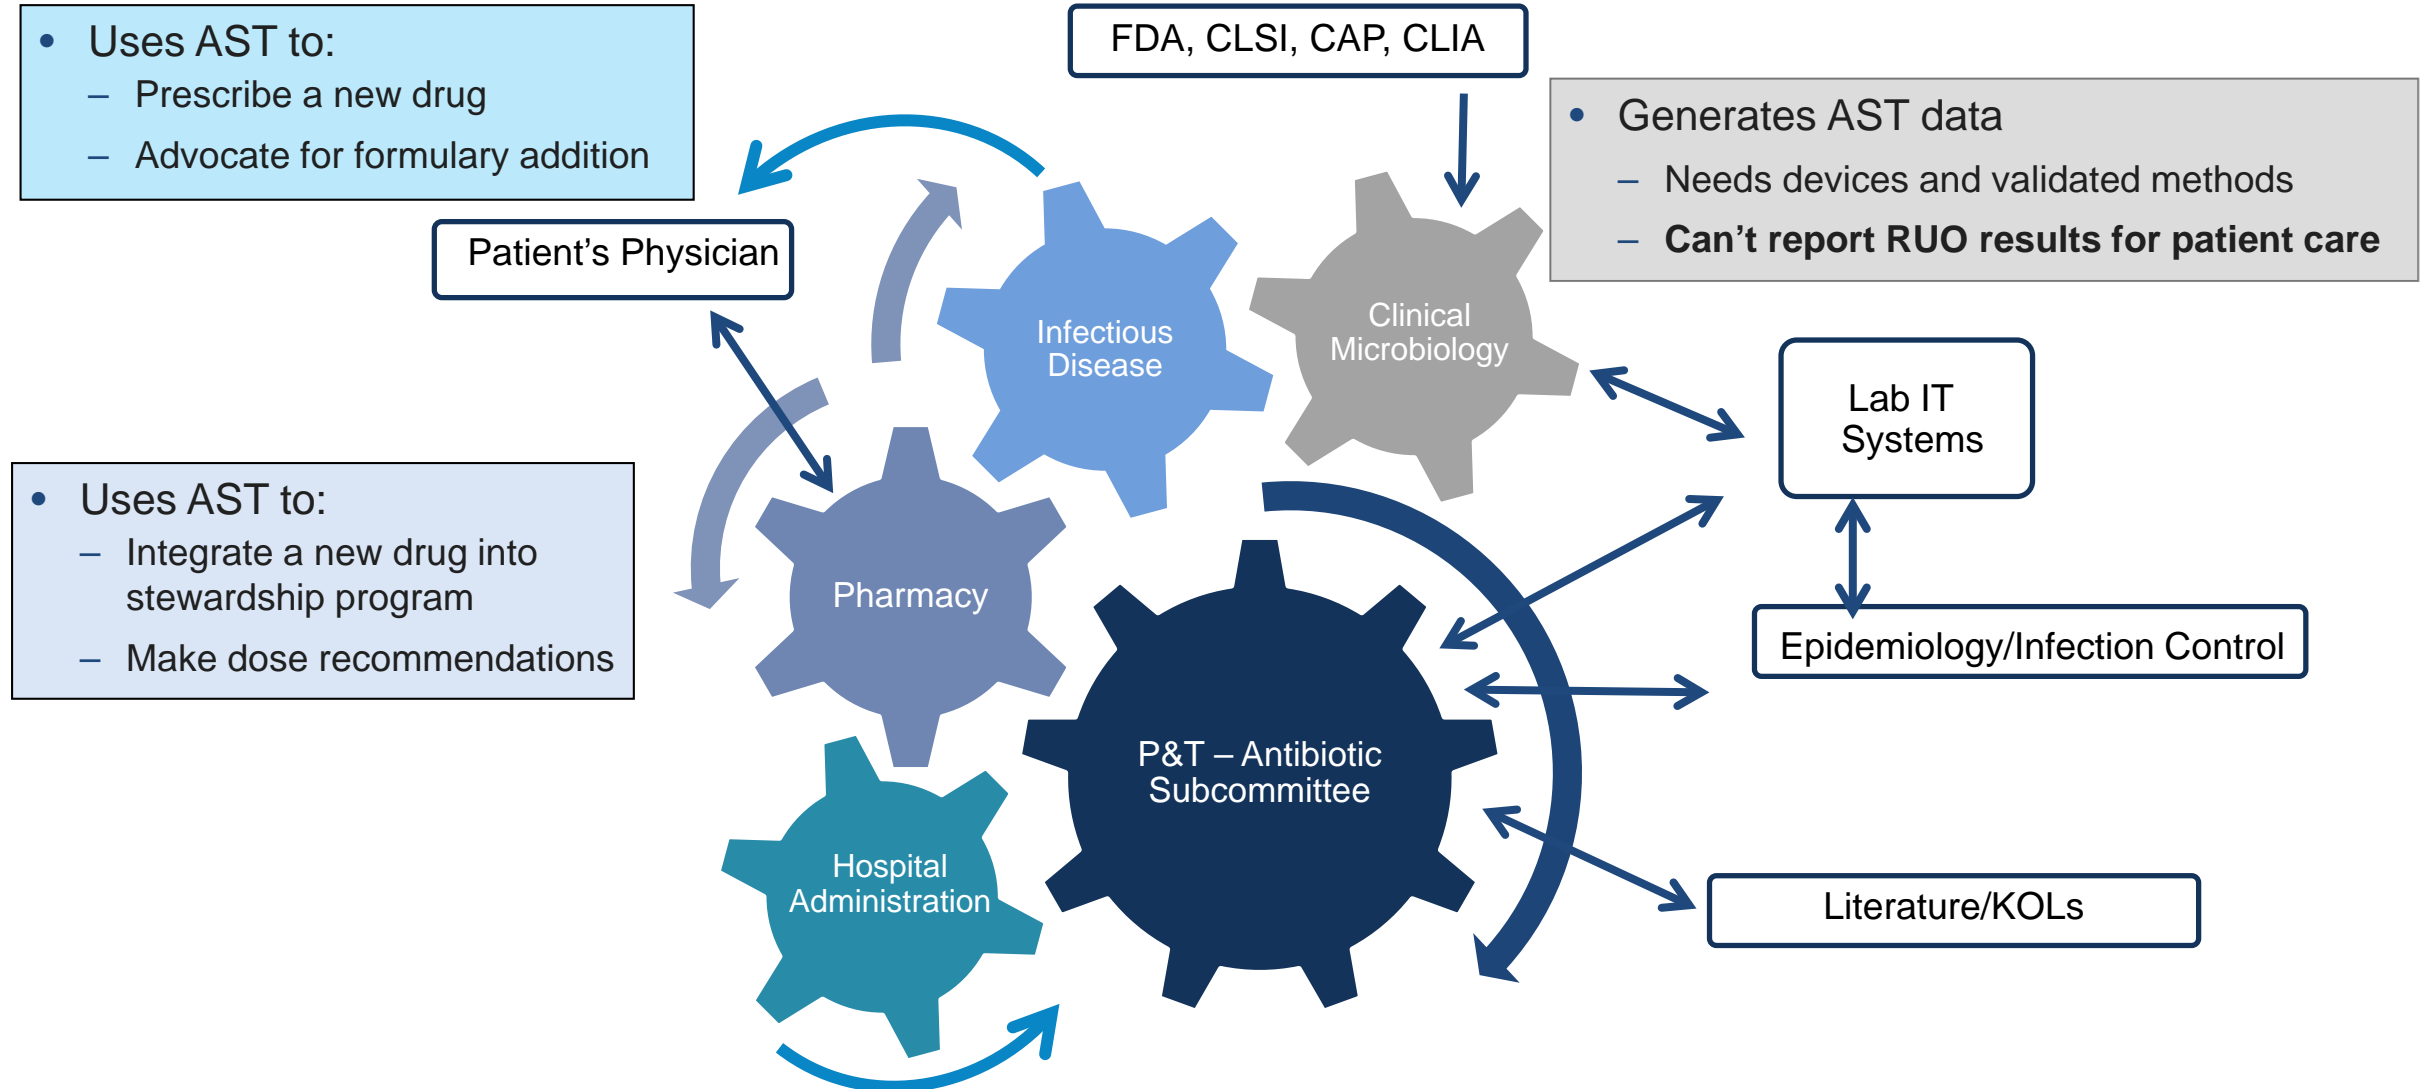 • Uses AST to:
– Prescribe a new drug
– Advocate for formulary addition
FDA, CLSI, CAP, CLIA
• Generates AST data
– Needs devices and validated methods
– Can’t report RUO results for patient care
Patient’s Physician
Infectious
Disease
Clinical
Microbiology
Lab IT
Systems
• Uses AST to:
– Integrate a new drug into
stewardship program
– Make dose recommendations
Pharmacy
Epidemiology/Infection Control
P&T – Antibiotic
Subcommittee
Hospital
Administration
Literature/KOLs